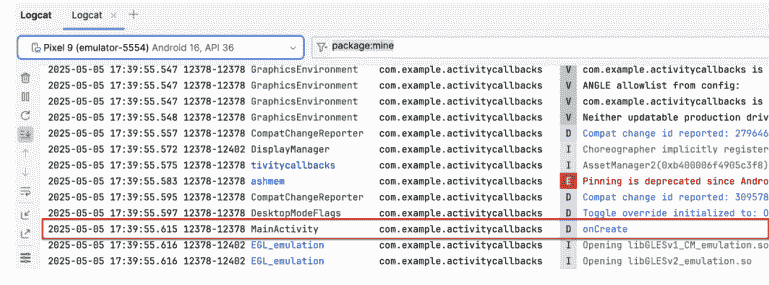 Logcat Logcat × +
Pixel 9 (emulator-5554) Android 16, API 36 package:mine
2025-05-05 17:39:55.547 12378-12378 GraphicsEnvironment com.example.activitycallbacks V com.example.activitycallbacks is
2025-05-05 17:39:55.547 12378-12378 GraphicsEnvironment com.example.activitycallbacks V ANGLE allowlist from config:
2025-05-05 17:39:55.547 12378-12378 GraphicsEnvironment com.example.activitycallbacks V com.example.activitycallbacks is
2025-05-05 17:39:55.548 12378-12378 GraphicsEnvironment com.example.activitycallbacks V Neither updatable production driv
2025-05-05 17:39:55.557 12378-12378 CompatChangeReporter com.example.activitycallbacks D Compat change id reported: 279646
2025-05-05 17:39:55.572 12378-12402 DisplayManager com.example.activitycallbacks I Choreographer implicitly register
2025-05-05 17:39:55.575 12378-12378 tivitycallbacks com.example.activitycallbacks I AssetManager2(0xb400006f4905c3f8)
2025-05-05 17:39:55.583 12378-12378 ashmem com.example.activitycallbacks E Pinning is deprecated since Andro
2025-05-05 17:39:55.595 12378-12378 CompatChangeReporter com.example.activitycallbacks D Compat change id reported: 309578
2025-05-05 17:39:55.597 12378-12378 DesktopModeFlags com.example.activitycallbacks D Toggle override initialized to: O
2025-05-05 17:39:55.615 12378-12378 MainActivity com.example.activitycallbacks D onCreate
2025-05-05 17:39:55.616 12378-12402 EGL_emulation com.example.activitycallbacks I Opening libGLESv1_CM_emulation.so
2025-05-05 17:39:55.616 12378-12402 EGL_emulation com.example.activitycallbacks I Opening libGLESv2_emulation.so